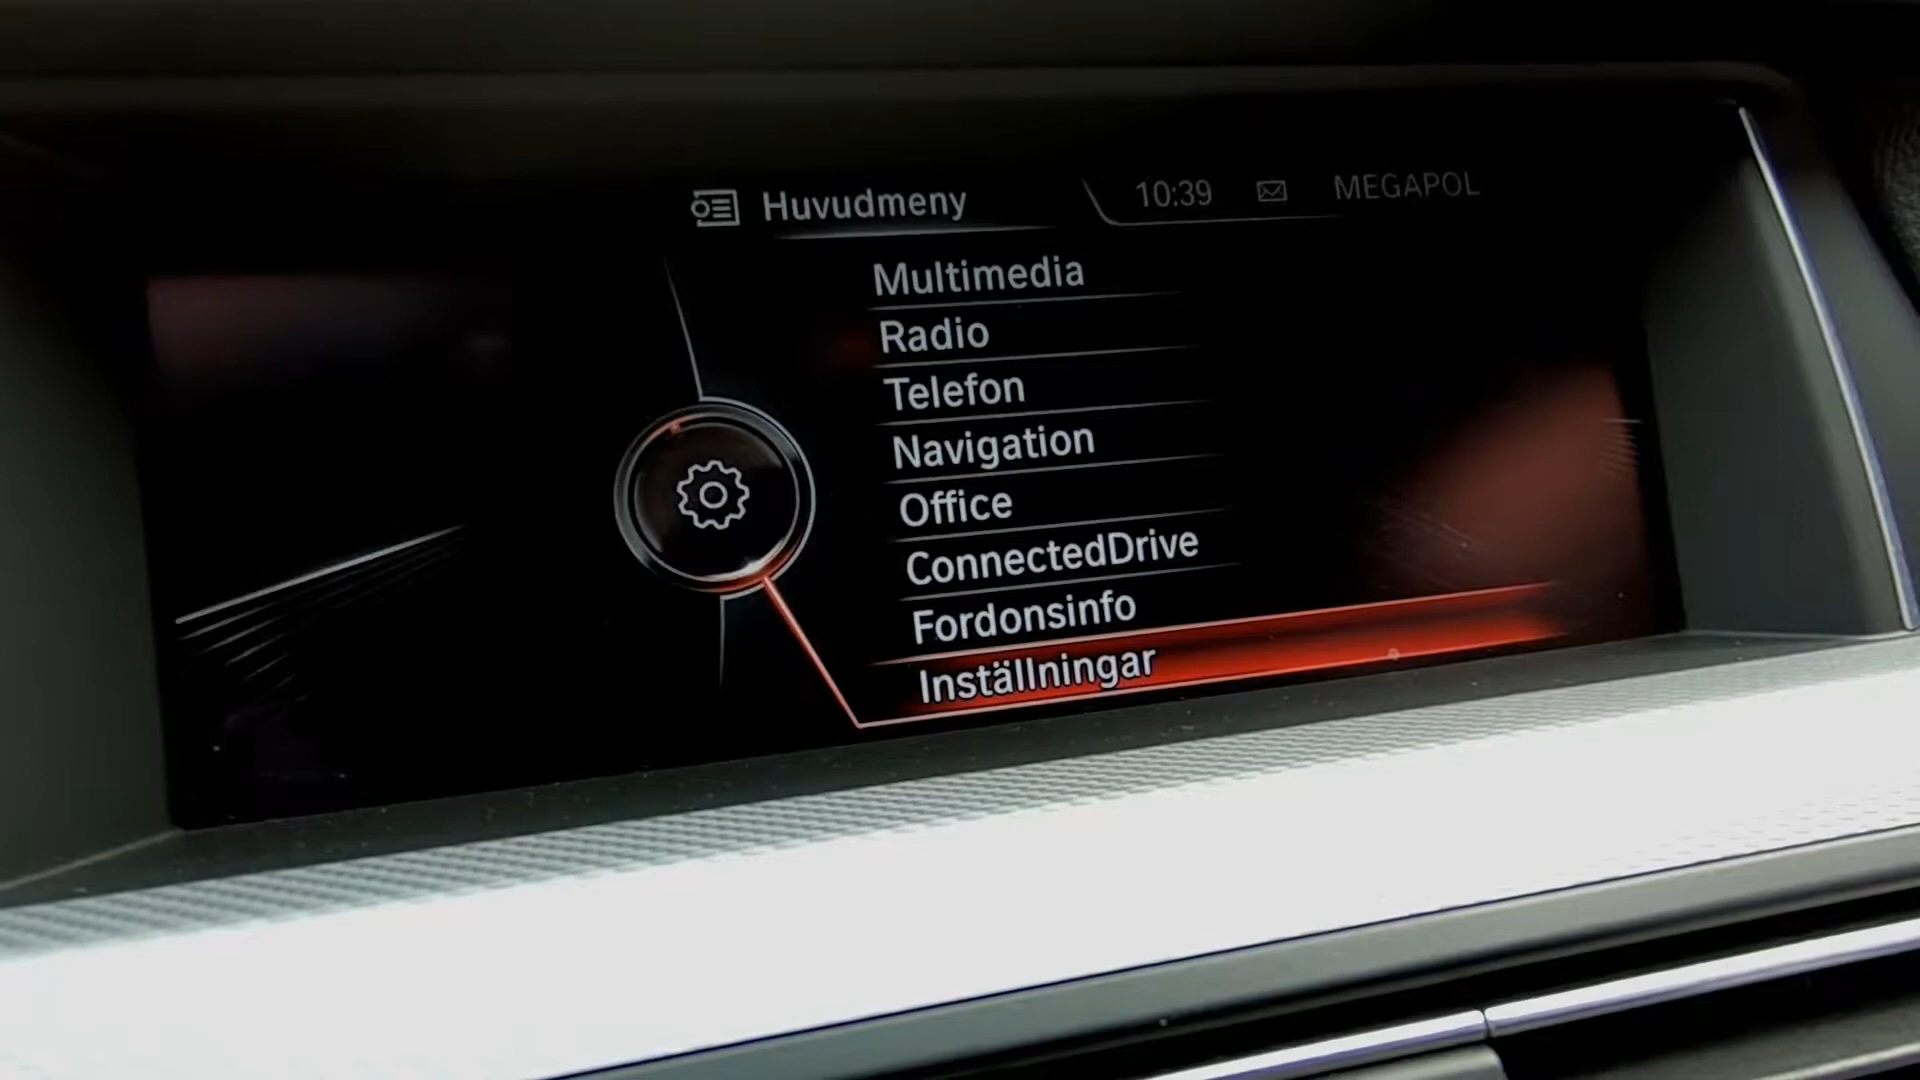 Huvudmeny
10:39 MEGAPOL
Multimedia
Radio
Telefon
Navigation
Office
ConnectedDrive
Fordonsinfo
Inställningar